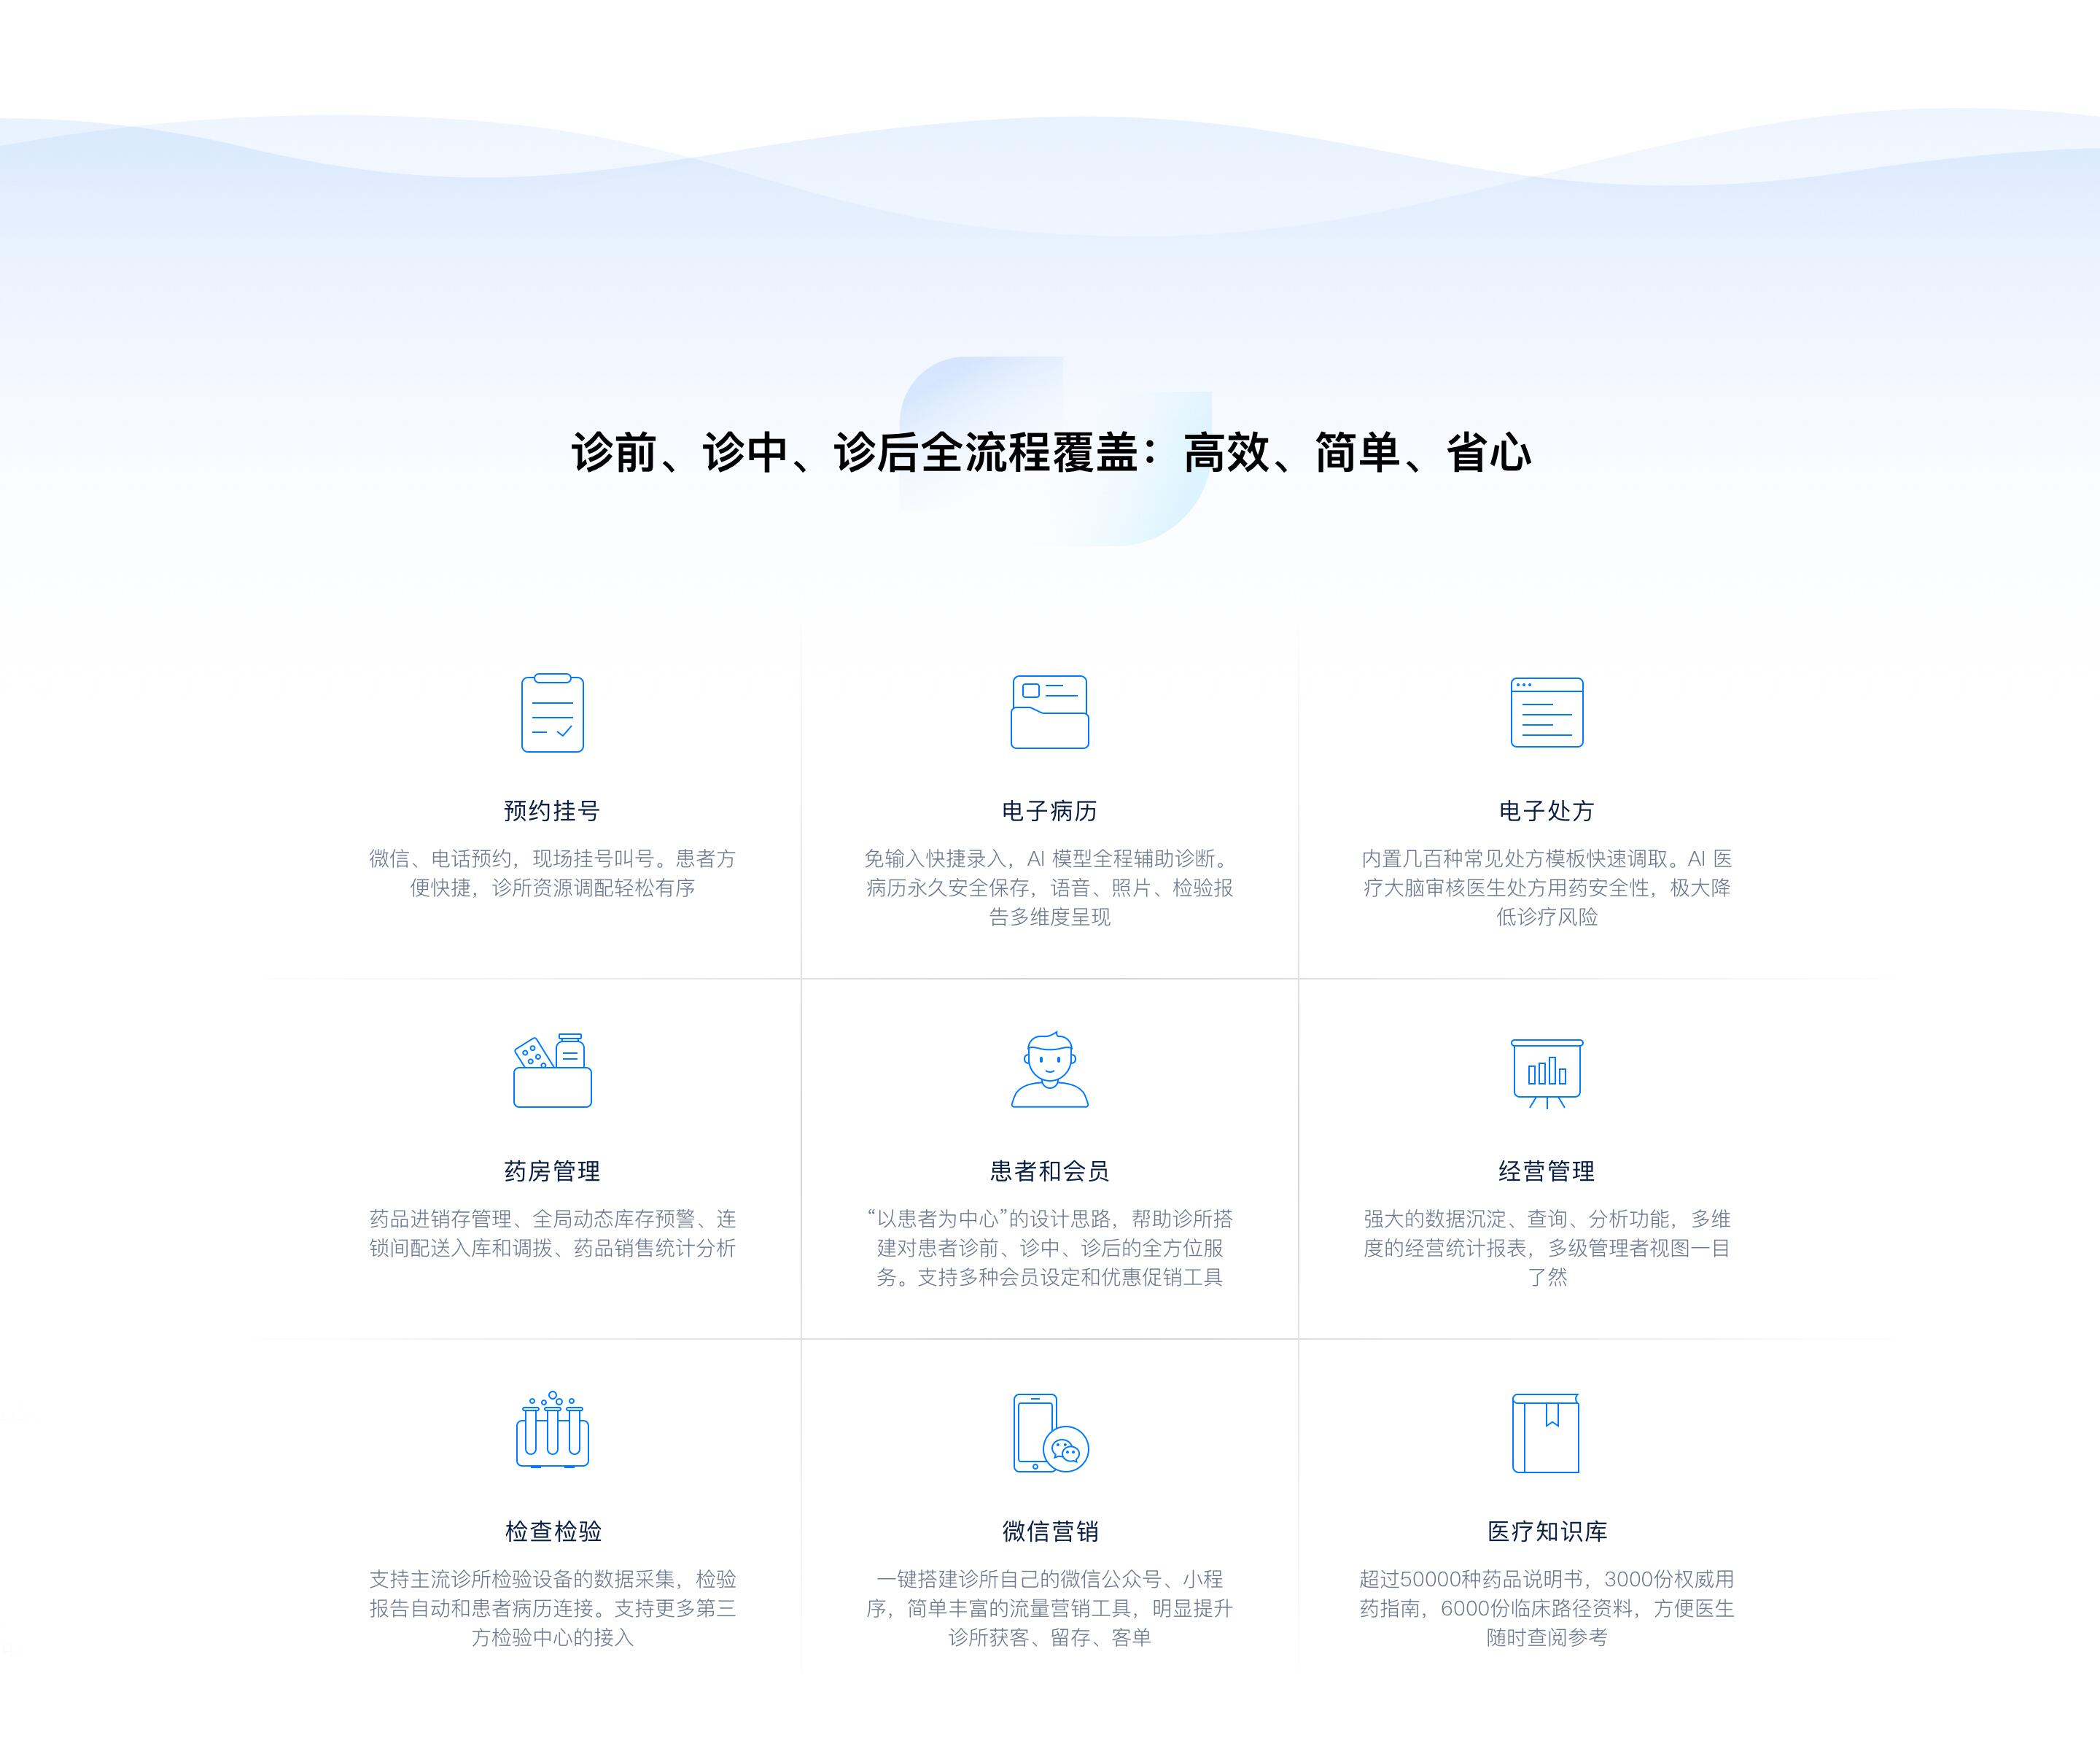 诊前、诊中、诊后全流程覆盖：高效、简单、省心
预约挂号
微信、电话预约，现场挂号叫号。患者方
便快捷，诊所资源调配轻松有序
电子病历
免输入快捷录入，AI 模型全程辅助诊断。
病历永久安全保存，语音、照片、检验报
告多维度呈现
电子处方
内置几百种常见处方模板快速调取。AI 医
疗大脑审核医生处方用药安全性，极大降
低诊疗风险
药房管理
药品进销存管理、全局动态库存预警、连
锁间配送入库和调拨、药品销售统计分析
患者和会员
“以患者为中心”的设计思路，帮助诊所搭
建对患者诊前、诊中、诊后的全方位服
务。支持多种会员设定和优惠促销工具
经营管理
强大的数据沉淀、查询、分析功能，多维
度的经营统计报表，多级管理者视图一目
了然
检查检验
支持主流诊所检验设备的数据采集，检验
报告自动和患者病历连接。支持更多第三
方检验中心的接入
微信营销
一键搭建诊所自己的微信公众号、小程
序，简单丰富的流量营销工具，明显提升
诊所获客、留存、客单
医疗知识库
超过50000种药品说明书，3000份权威用
药指南，6000份临床路径资料，方便医生
随时查阅参考